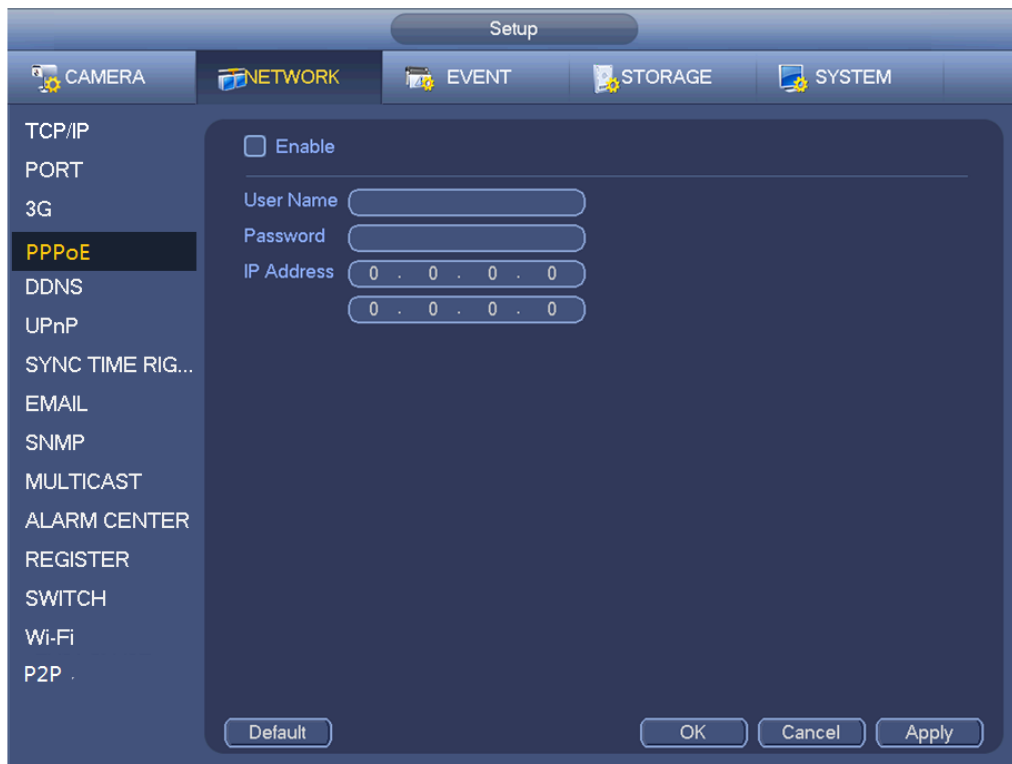 Setup
CAMERA NETWORK EVENT STORAGE SYSTEM
TCP/IP
PORT
3G
PPPoE
DDNS
UPnP
SYNC TIME RIG...
EMAIL
SNMP
MULTICAST
ALARM CENTER
REGISTER
SWITCH
Wi-Fi
P2P
Enable
User Name
Password
IP Address 0 . 0 . 0 . 0
0 . 0 . 0 . 0
Default OK Cancel Apply